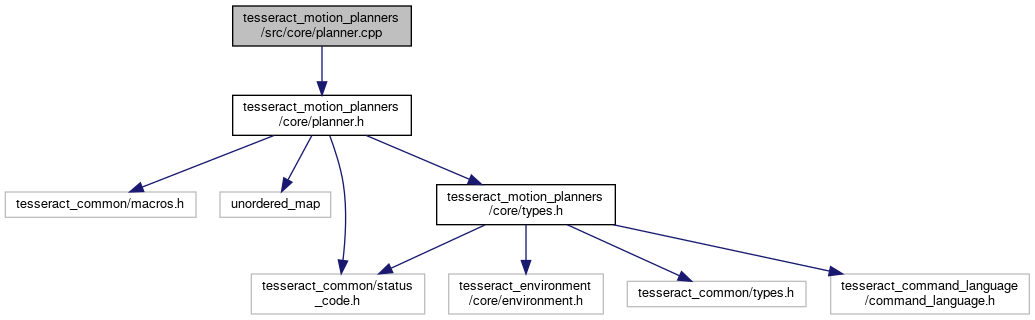 tesseract_motion_planners
/src/core/planner.cpp
tesseract_motion_planners
/core/planner.h
tesseract_common/macros.h
unordered_map
tesseract_motion_planners
/core/types.h
tesseract_common/status
_code.h
tesseract_environment
/core/environment.h
tesseract_common/types.h
tesseract_command_language
/command_language.h